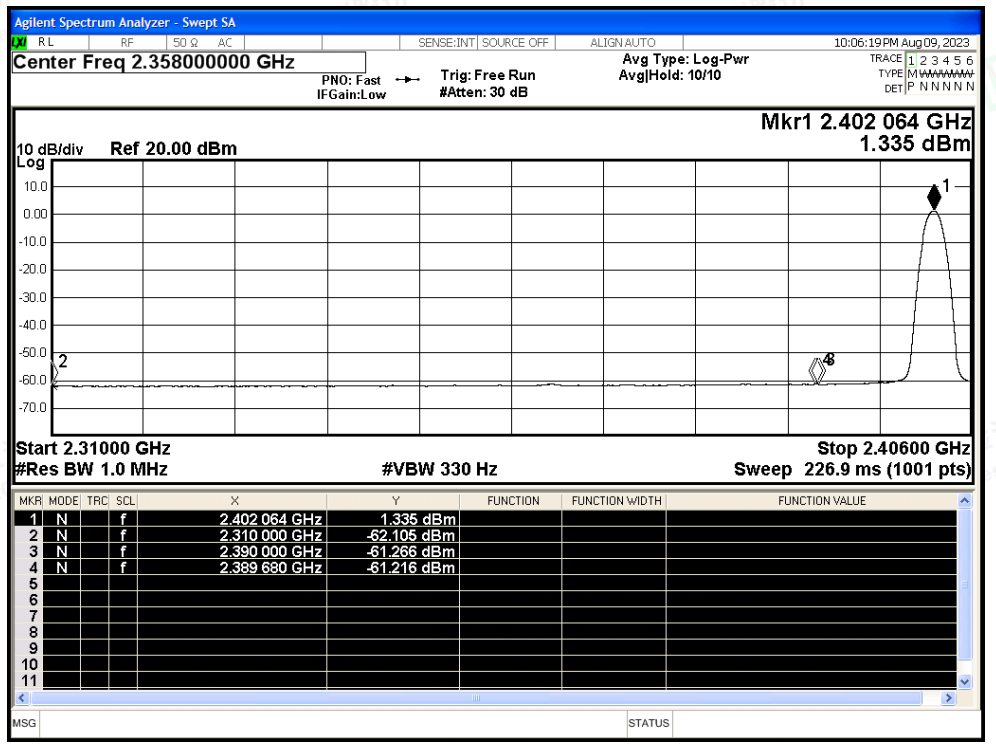 Agilent Spectrum Analyzer - Swept SA
LXI RL RF 50 Ω AC SENSE:INT SOURCE OFF ALIGN AUTO 10:06:19PM Aug 09, 2023
Center Freq 2.358000000 GHz Avg Type: Log-Pwr TRACE 1 2 3 4 5 6
PNO: Fast Trig: Free Run Avg|Hold: 10/10 TYPE M WWWWW
IFGain:Low #Atten: 30 dB DET P N N N N N
Mkr1 2.402 064 GHz
1.335 dBm
10 dB/div Ref 20.00 dBm
Log
10.0
1
0.00
-10.0
-20.0
-30.0
-40.0
-50.0
2
-60.0
-70.0
Start 2.31000 GHz Stop 2.40600 GHz
#Res BW 1.0 MHz #VBW 330 Hz Sweep 226.9 ms (1001 pts)
MKR MODE TRC SCL X Y FUNCTION FUNCTION WIDTH FUNCTION VALUE
1 N f 2.402 064 GHz 1.335 dBm
2 N f 2.310 000 GHz -62.105 dBm
3 N f 2.390 000 GHz -61.266 dBm
4 N f 2.389 680 GHz -61.216 dBm
5
6
7
8
9
10
11
MSG STATUS